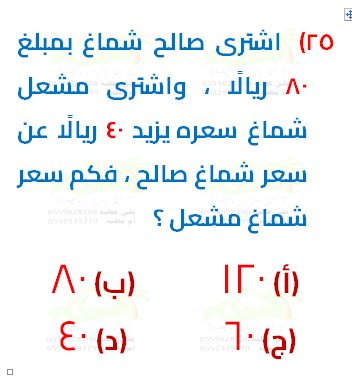 ٢٥) اشترى صالح شماغ بمبلغ
٨٠ ريالًا ، واشترى مشعل
شماغ سعره يزيد ٤٠ ريالًا عن
سعر شماغ صالح ، فكم سعر
شماغ مشعل ؟
(أ) ١٢٠ (ب) ٨٠
(ج) ٦٠ (د) ٤٠